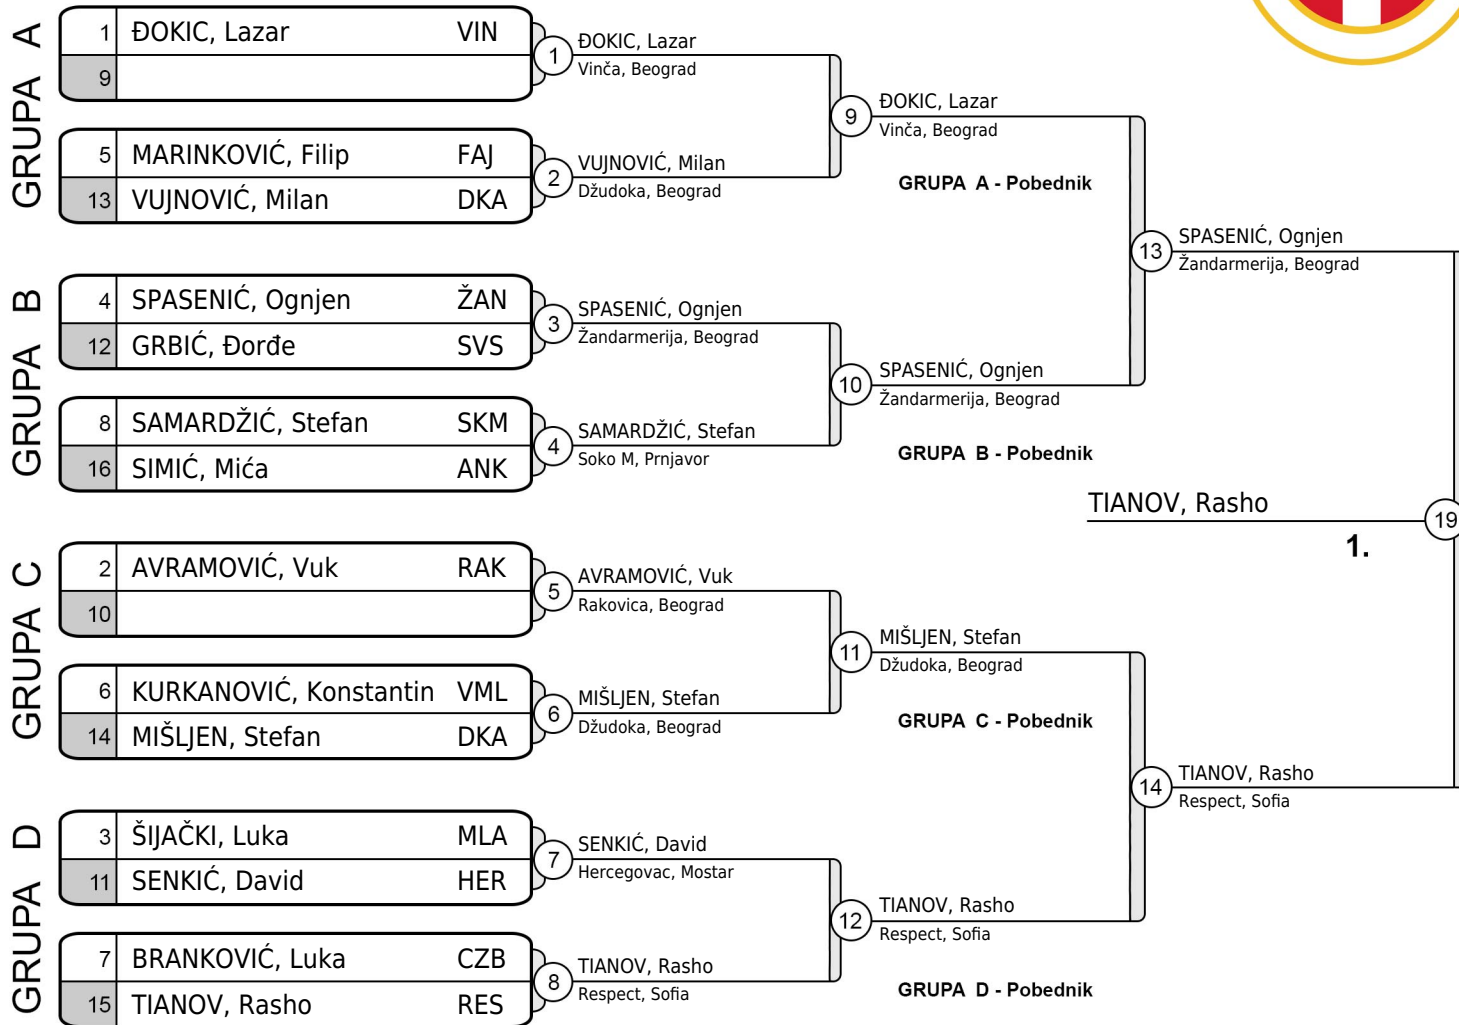 GRUPA A
1 ĐOKIC, Lazar VIN
9
5 MARINKOVIĆ, Filip FAJ
13 VUJNOVIĆ, Milan DKA
GRUPA B
4 SPASENIĆ, Ognjen ŽAN
12 GRBIĆ, Đorđe SVS
8 SAMARDŽIĆ, Stefan SKM
16 SIMIĆ, Mića ANK
GRUPA C
2 AVRAMOVIĆ, Vuk RAK
10
6 KURKANOVIĆ, Konstantin VML
14 MIŠLJEN, Stefan DKA
GRUPA D
3 ŠIJAČKI, Luka MLA
11 SENKIĆ, David HER
7 BRANKOVIĆ, Luka CZB
15 TIANOV, Rasho RES
1 ĐOKIC, Lazar
Vinča, Beograd
2 VUJNOVIĆ, Milan
Džudoka, Beograd
3 SPASENIĆ, Ognjen
Žandarmerija, Beograd
4 SAMARDŽIĆ, Stefan
Soko M, Prnjavor
5 AVRAMOVIĆ, Vuk
Rakovica, Beograd
6 MIŠLJEN, Stefan
Džudoka, Beograd
7 SENKIĆ, David
Hercegovac, Mostar
8 TIANOV, Rasho
Respect, Sofia
9 ĐOKIC, Lazar
Vinča, Beograd
GRUPA A - Pobednik
10 SPASENIĆ, Ognjen
Žandarmerija, Beograd
GRUPA B - Pobednik
11 MIŠLJEN, Stefan
Džudoka, Beograd
GRUPA C - Pobednik
12 TIANOV, Rasho
Respect, Sofia
GRUPA D - Pobednik
13 SPASENIĆ, Ognjen
Žandarmerija, Beograd
14 TIANOV, Rasho
Respect, Sofia
TIANOV, Rasho 19
1.